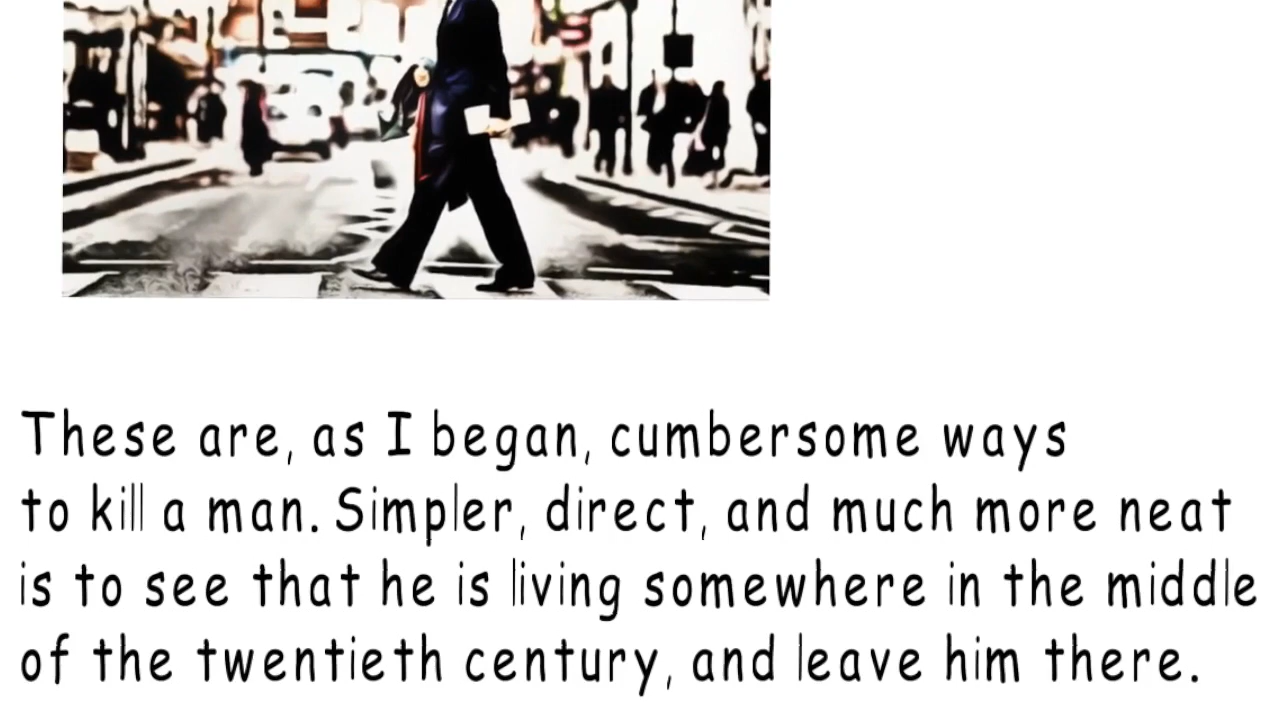 These are, as I began, cumbersome ways
to kill a man. Simpler, direct, and much more neat
is to see that he is living somewhere in the middle
of the twentieth century, and leave him there.